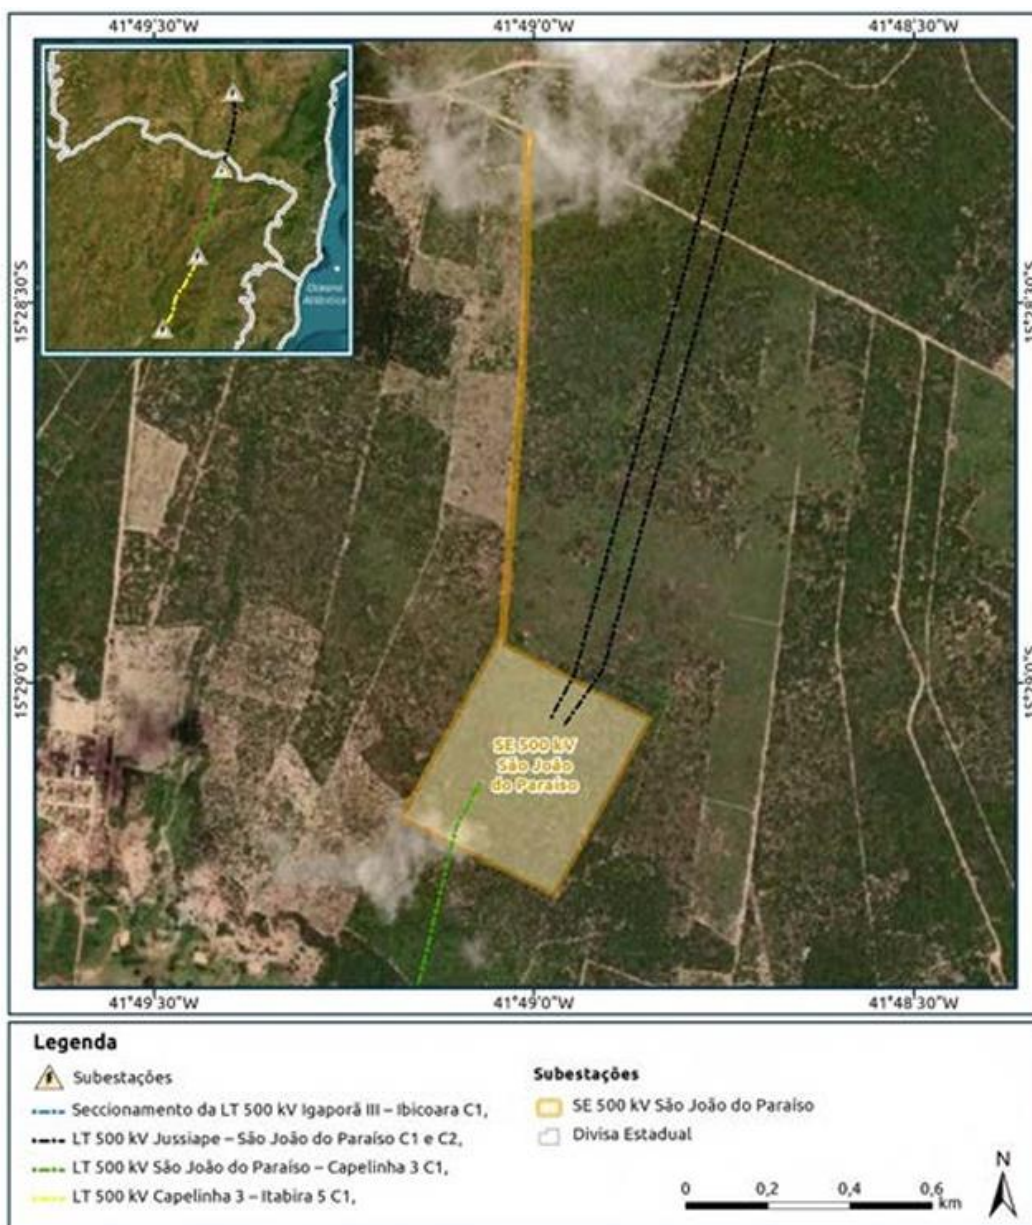 41°49'30"W 41°49'0"W 41°48'30"W
Oceano
Atlântico
15°28'30"S 15°28'30"S
15°29'0"S 15°29'0"S
SE 500 kV
São João
do Paraíso
41°49'30"W 41°49'0"W 41°48'30"W
Legenda
Subestações
Seccionamento da LT 500 kV Igaporã III – Ibicoara C1,
LT 500 kV Jussiape – São João do Paraíso C1 e C2,
LT 500 kV São João do Paraíso – Capelinha 3 C1,
LT 500 kV Capelinha 3 – Itabira 5 C1,
Subestações
SE 500 kV São João do Paraíso
Divisa Estadual
N
0 0,2 0,4 0,6
km